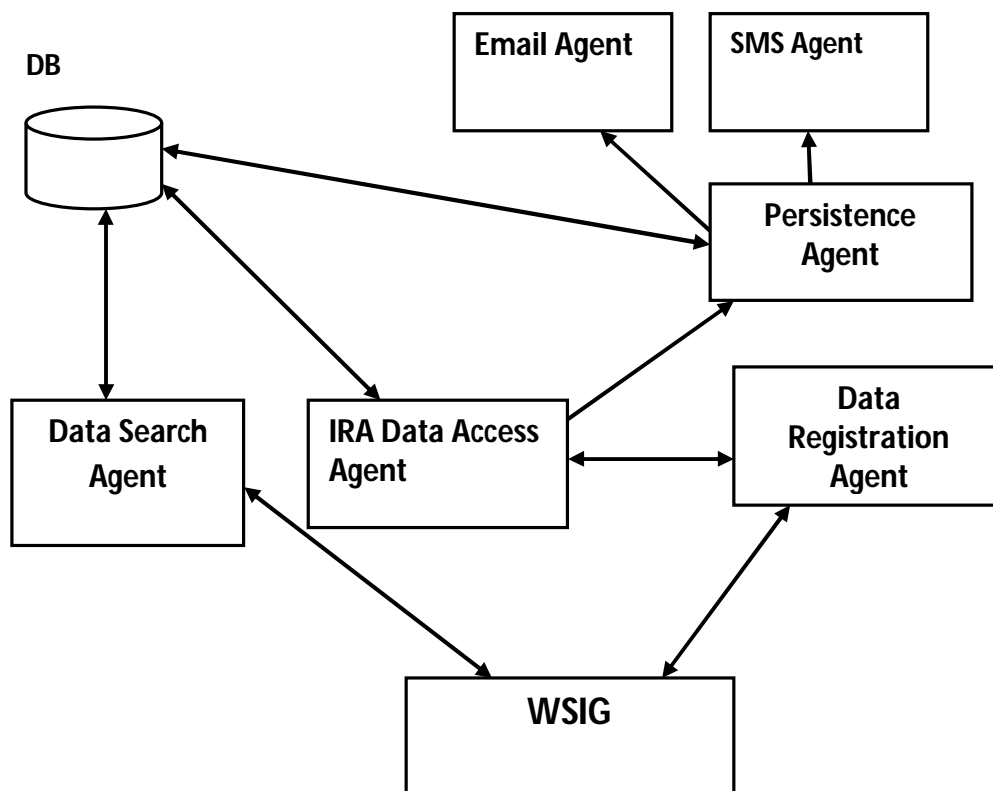 Email Agent
SMS Agent
DB
Persistence
Agent
Data Search
Agent
IRA Data Access
Agent
Data
Registration
Agent
WSIG